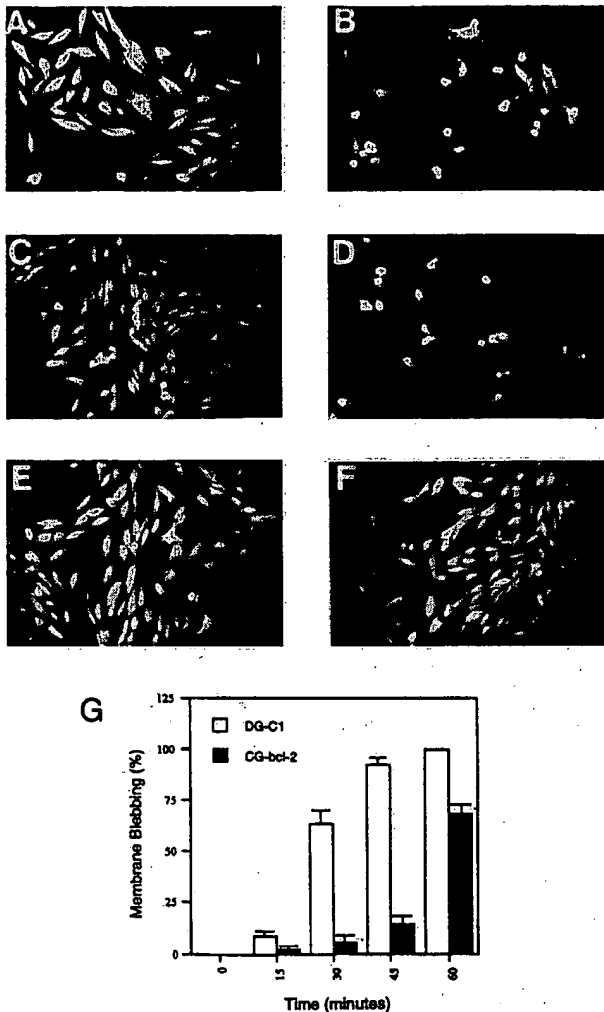 A
B
C
D
E
F
G
125
100
75
50
25
0
Membrane Blebbing (%)
DG-C1
CG-bcl-2
0
15
30
45
60
Time (minutes)